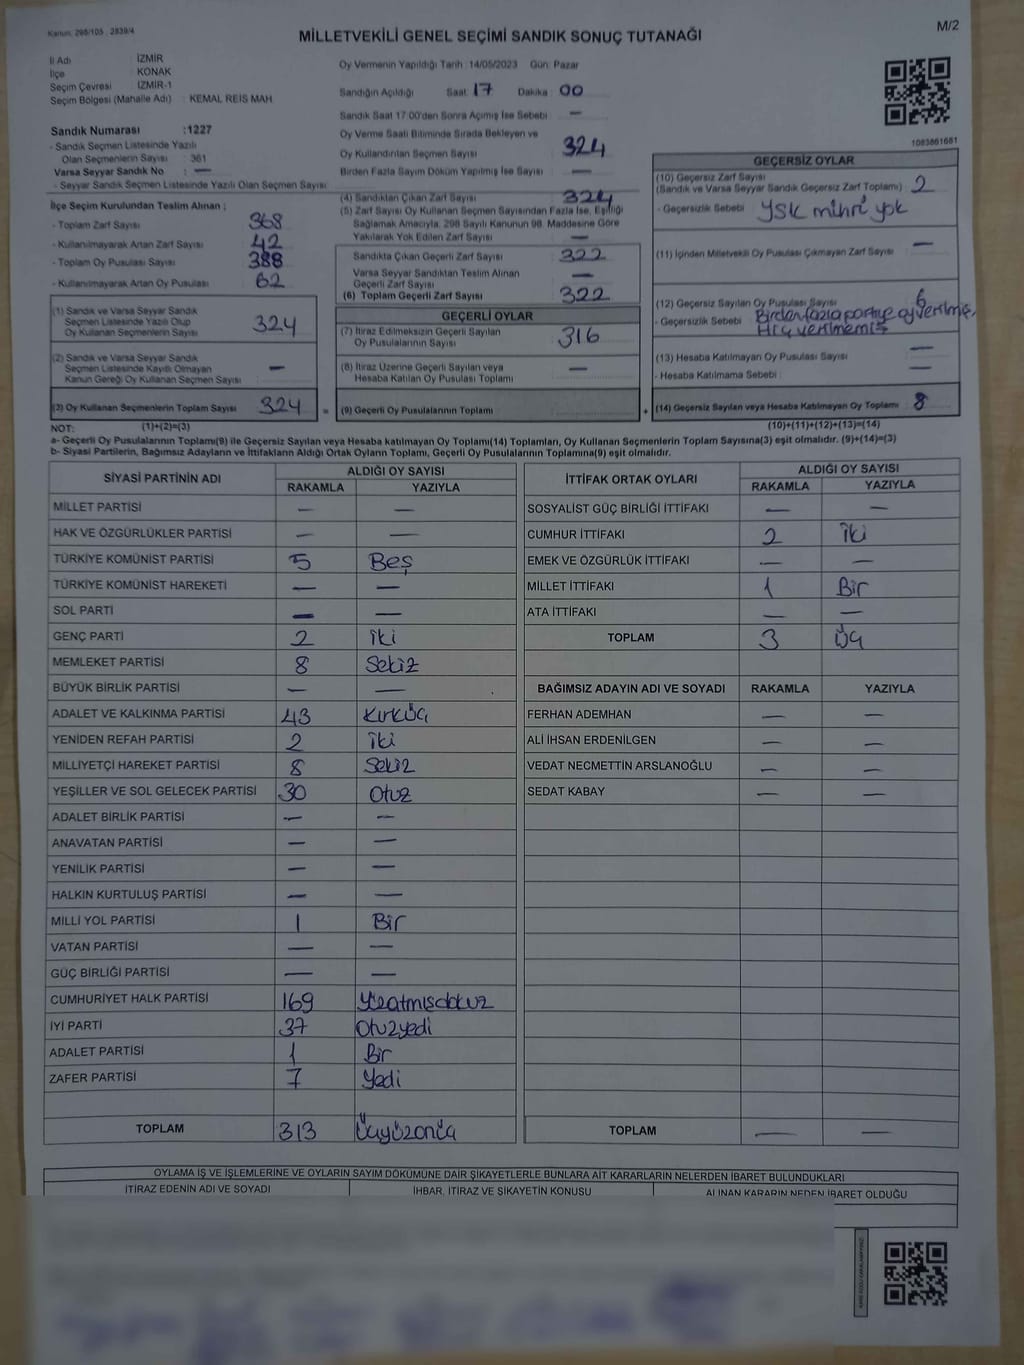 Kanun: 298/105 , 2839/4
M/2
MİLLETVEKİLİ GENEL SEÇİMİ SANDIK SONUÇ TUTANAĞI
İl Adı : İZMİR
İlçe : KONAK
Seçim Çevresi : İZMİR-1
Seçim Bölgesi (Mahalle Adı) : KEMAL REİS MAH
Sandık Numarası :1227
- Sandık Seçmen Listesinde Yazılı
Olan Seçmenlerin Sayısı : 361
Varsa Seyyar Sandık No : —
- Seyyar Sandık Seçmen Listesinde Yazılı Olan Seçmen Sayısı :
İlçe Seçim Kurulundan Teslim Alınan ;
- Toplam Zarf Sayısı 368
- Kullanılmayarak Artan Zarf Sayısı 42
- Toplam Oy Pusulası Sayısı 388
- Kullanılmayarak Artan Oy Pusulası 62
(1) Sandık ve Varsa Seyyar Sandık
Seçmen Listesinde Yazılı Olup
Oy Kullanan Seçmenlerin Sayısı 324
(2) Sandık ve Varsa Seyyar Sandık
Seçmen Listesinde Kayıtlı Olmayan
Kanun Gereği Oy Kullanan Seçmen Sayısı —
(3) Oy Kullanan Seçmenlerin Toplam Sayısı 324
Oy Vermenin Yapıldığı Tarih :14/05/2023 Gün: Pazar
Sandığın Açıldığı Saat 17 Dakika 00
Sandık Saat 17:00'den Sonra Açılmış İse Sebebi —
Oy Verme Saati Bitiminde Sırada Bekleyen ve
Oy Kullandırılan Seçmen Sayısı 324
Birden Fazla Sayım Döküm Yapılmış İse Sayısı —
(4) Sandıktan Çıkan Zarf Sayısı 324
(5) Zarf Sayısı Oy Kullanan Seçmen Sayısından Fazla İse, Eşitliği
Sağlamak Amacıyla, 298 Sayılı Kanunun 98. Maddesine Göre
Yakılarak Yok Edilen Zarf Sayısı —
Sandıkta Çıkan Geçerli Zarf Sayısı 322
Varsa Seyyar Sandıktan Teslim Alınan
Geçerli Zarf Sayısı —
(6) Toplam Geçerli Zarf Sayısı 322
GEÇERLİ OYLAR
(7) İtiraz Edilmeksizin Geçerli Sayılan
Oy Pusulalarının Sayısı 316
(8) İtiraz Üzerine Geçerli Sayılan veya
Hesaba Katılan Oy Pusulası Toplamı —
= (9) Geçerli Oy Pusulalarının Toplamı
1083861681
GEÇERSİZ OYLAR
(10) Geçersiz Zarf Sayısı
(Sandık ve Varsa Seyyar Sandık Geçersiz Zarf Toplamı) 2
- Geçersizlik Sebebi YSK mührü yok
(11) İçinden Milletvekili Oy Pusulası Çıkmayan Zarf Sayısı —
(12) Geçersiz Sayılan Oy Pusulası Sayısı 6
- Geçersizlik Sebebi Birden fazla partiye oy verilmiş,
Hiç verilmemiş
(13) Hesaba Katılmayan Oy Pusulası Sayısı —
- Hesaba Katılmama Sebebi : —
+ (14) Geçersiz Sayılan veya Hesaba Katılmayan Oy Toplamı 8
NOT: (1)+(2)=(3) (10)+(11)+(12)+(13)=(14)
a- Geçerli Oy Pusulalarının Toplamı(9) ile Geçersiz Sayılan veya Hesaba katılmayan Oy Toplamı(14) Toplamları, Oy Kullanan Seçmenlerin Toplam Sayısına(3) eşit olmalıdır. (9)+(14)=(3)
b- Siyasi Partilerin, Bağımsız Adayların ve İttifakların Aldığı Ortak Oyların Toplamı, Geçerli Oy Pusulalarının Toplamına(9) eşit olmalıdır.
SİYASİ PARTİNİN ADI ALDIĞI OY SAYISI
RAKAMLA YAZIYLA
MİLLET PARTİSİ — —
HAK VE ÖZGÜRLÜKLER PARTİSİ — —
TÜRKİYE KOMÜNİST PARTİSİ 5 Beş
TÜRKİYE KOMÜNİST HAREKETİ — —
SOL PARTİ — —
GENÇ PARTİ 2 iki
MEMLEKET PARTİSİ 8 Sekiz
BÜYÜK BİRLİK PARTİSİ — —
ADALET VE KALKINMA PARTİSİ 43 Kırküç
YENİDEN REFAH PARTİSİ 2 iki
MİLLİYETÇİ HAREKET PARTİSİ 8 Sekiz
YEŞİLLER VE SOL GELECEK PARTİSİ 30 Otuz
ADALET BİRLİK PARTİSİ — —
ANAVATAN PARTİSİ — —
YENİLİK PARTİSİ — —
HALKIN KURTULUŞ PARTİSİ — —
MİLLİ YOL PARTİSİ 1 Bir
VATAN PARTİSİ — —
GÜÇ BİRLİĞİ PARTİSİ — —
CUMHURİYET HALK PARTİSİ 169 Yüzatmışdokuz
İYİ PARTİ 37 Otuzyedi
ADALET PARTİSİ 1 Bir
ZAFER PARTİSİ 7 Yedi
TOPLAM 313 Üçyüzonüç
İTTİFAK ORTAK OYLARI ALDIĞI OY SAYISI
RAKAMLA YAZIYLA
SOSYALİST GÜÇ BİRLİĞİ İTTİFAKI — —
CUMHUR İTTİFAKI 2 iki
EMEK VE ÖZGÜRLÜK İTTİFAKI — —
MİLLET İTTİFAKI 1 Bir
ATA İTTİFAKI — —
TOPLAM 3 Üç
BAĞIMSIZ ADAYIN ADI VE SOYADI RAKAMLA YAZIYLA
FERHAN ADEMHAN — —
ALİ İHSAN ERDENİLGEN — —
VEDAT NECMETTİN ARSLANOĞLU — —
SEDAT KABAY — —
TOPLAM — —
OYLAMA İŞ VE İŞLEMLERİNE VE OYLARIN SAYIM DÖKÜMÜNE DAİR ŞİKAYETLERLE BUNLARA AİT KARARLARIN NELERDEN İBARET BULUNDUKLARI
İTİRAZ EDENİN ADI VE SOYADI İHBAR, İTİRAZ VE ŞİKAYETİN KONUSU ALINAN KARARIN NEDEN İBARET OLDUĞU